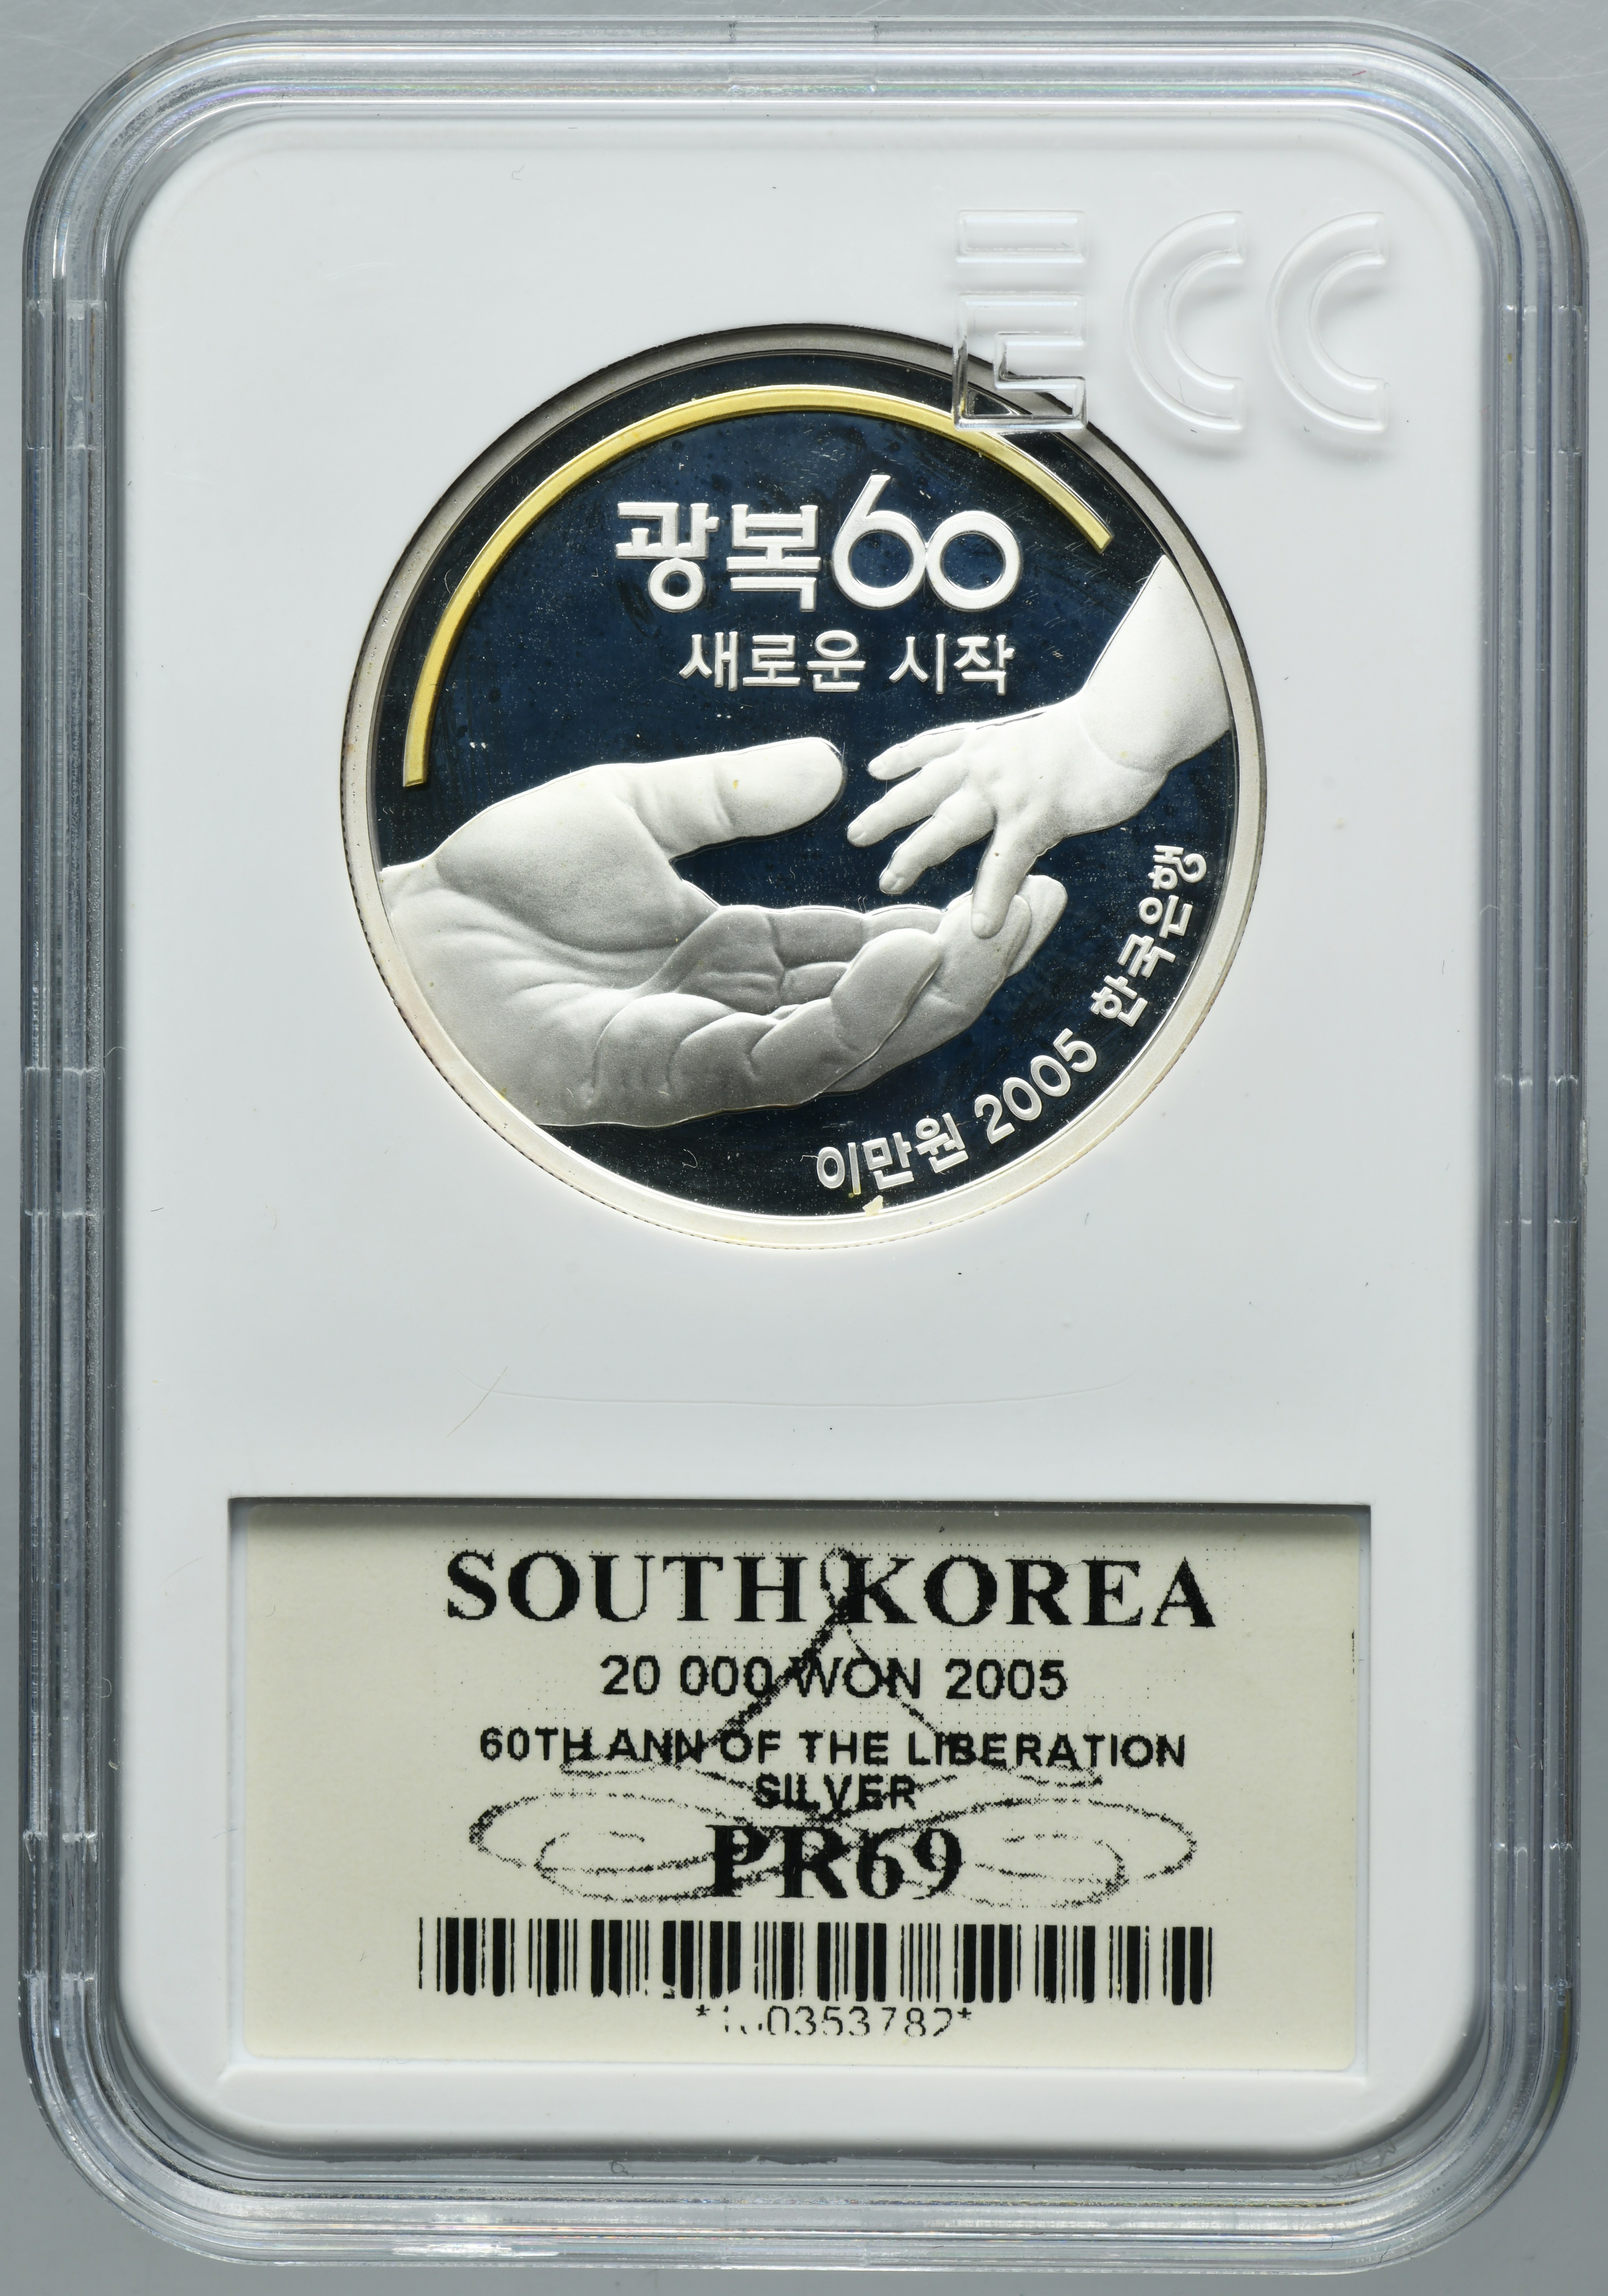 ECC
광복60
새로운 시작
이만원 2005 한국은행
SOUTH KOREA
20 000 WON 2005
60TH ANN OF THE LIBERATION
SILVER
PR69